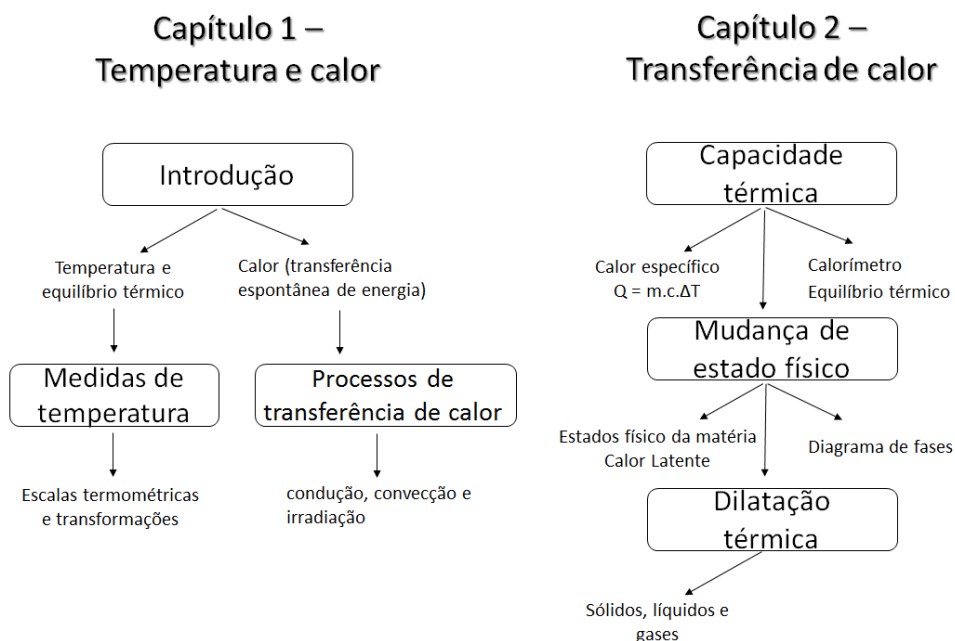 Capítulo 1 –
Temperatura e calor
Introdução
Temperatura e
equilíbrio térmico
Calor (transferência
espontânea de energia)
Medidas de
temperatura
Processos de
transferência de calor
Escalas termométricas
e transformações
condução, convecção e
irradiação
Capítulo 2 –
Transferência de calor
Capacidade
térmica
Calor específico
Q = m.c.ΔT
Calorímetro
Equilíbrio térmico
Mudança de
estado físico
Estados físico da matéria
Calor Latente
Diagrama de fases
Dilatação
térmica
Sólidos, líquidos e
gases